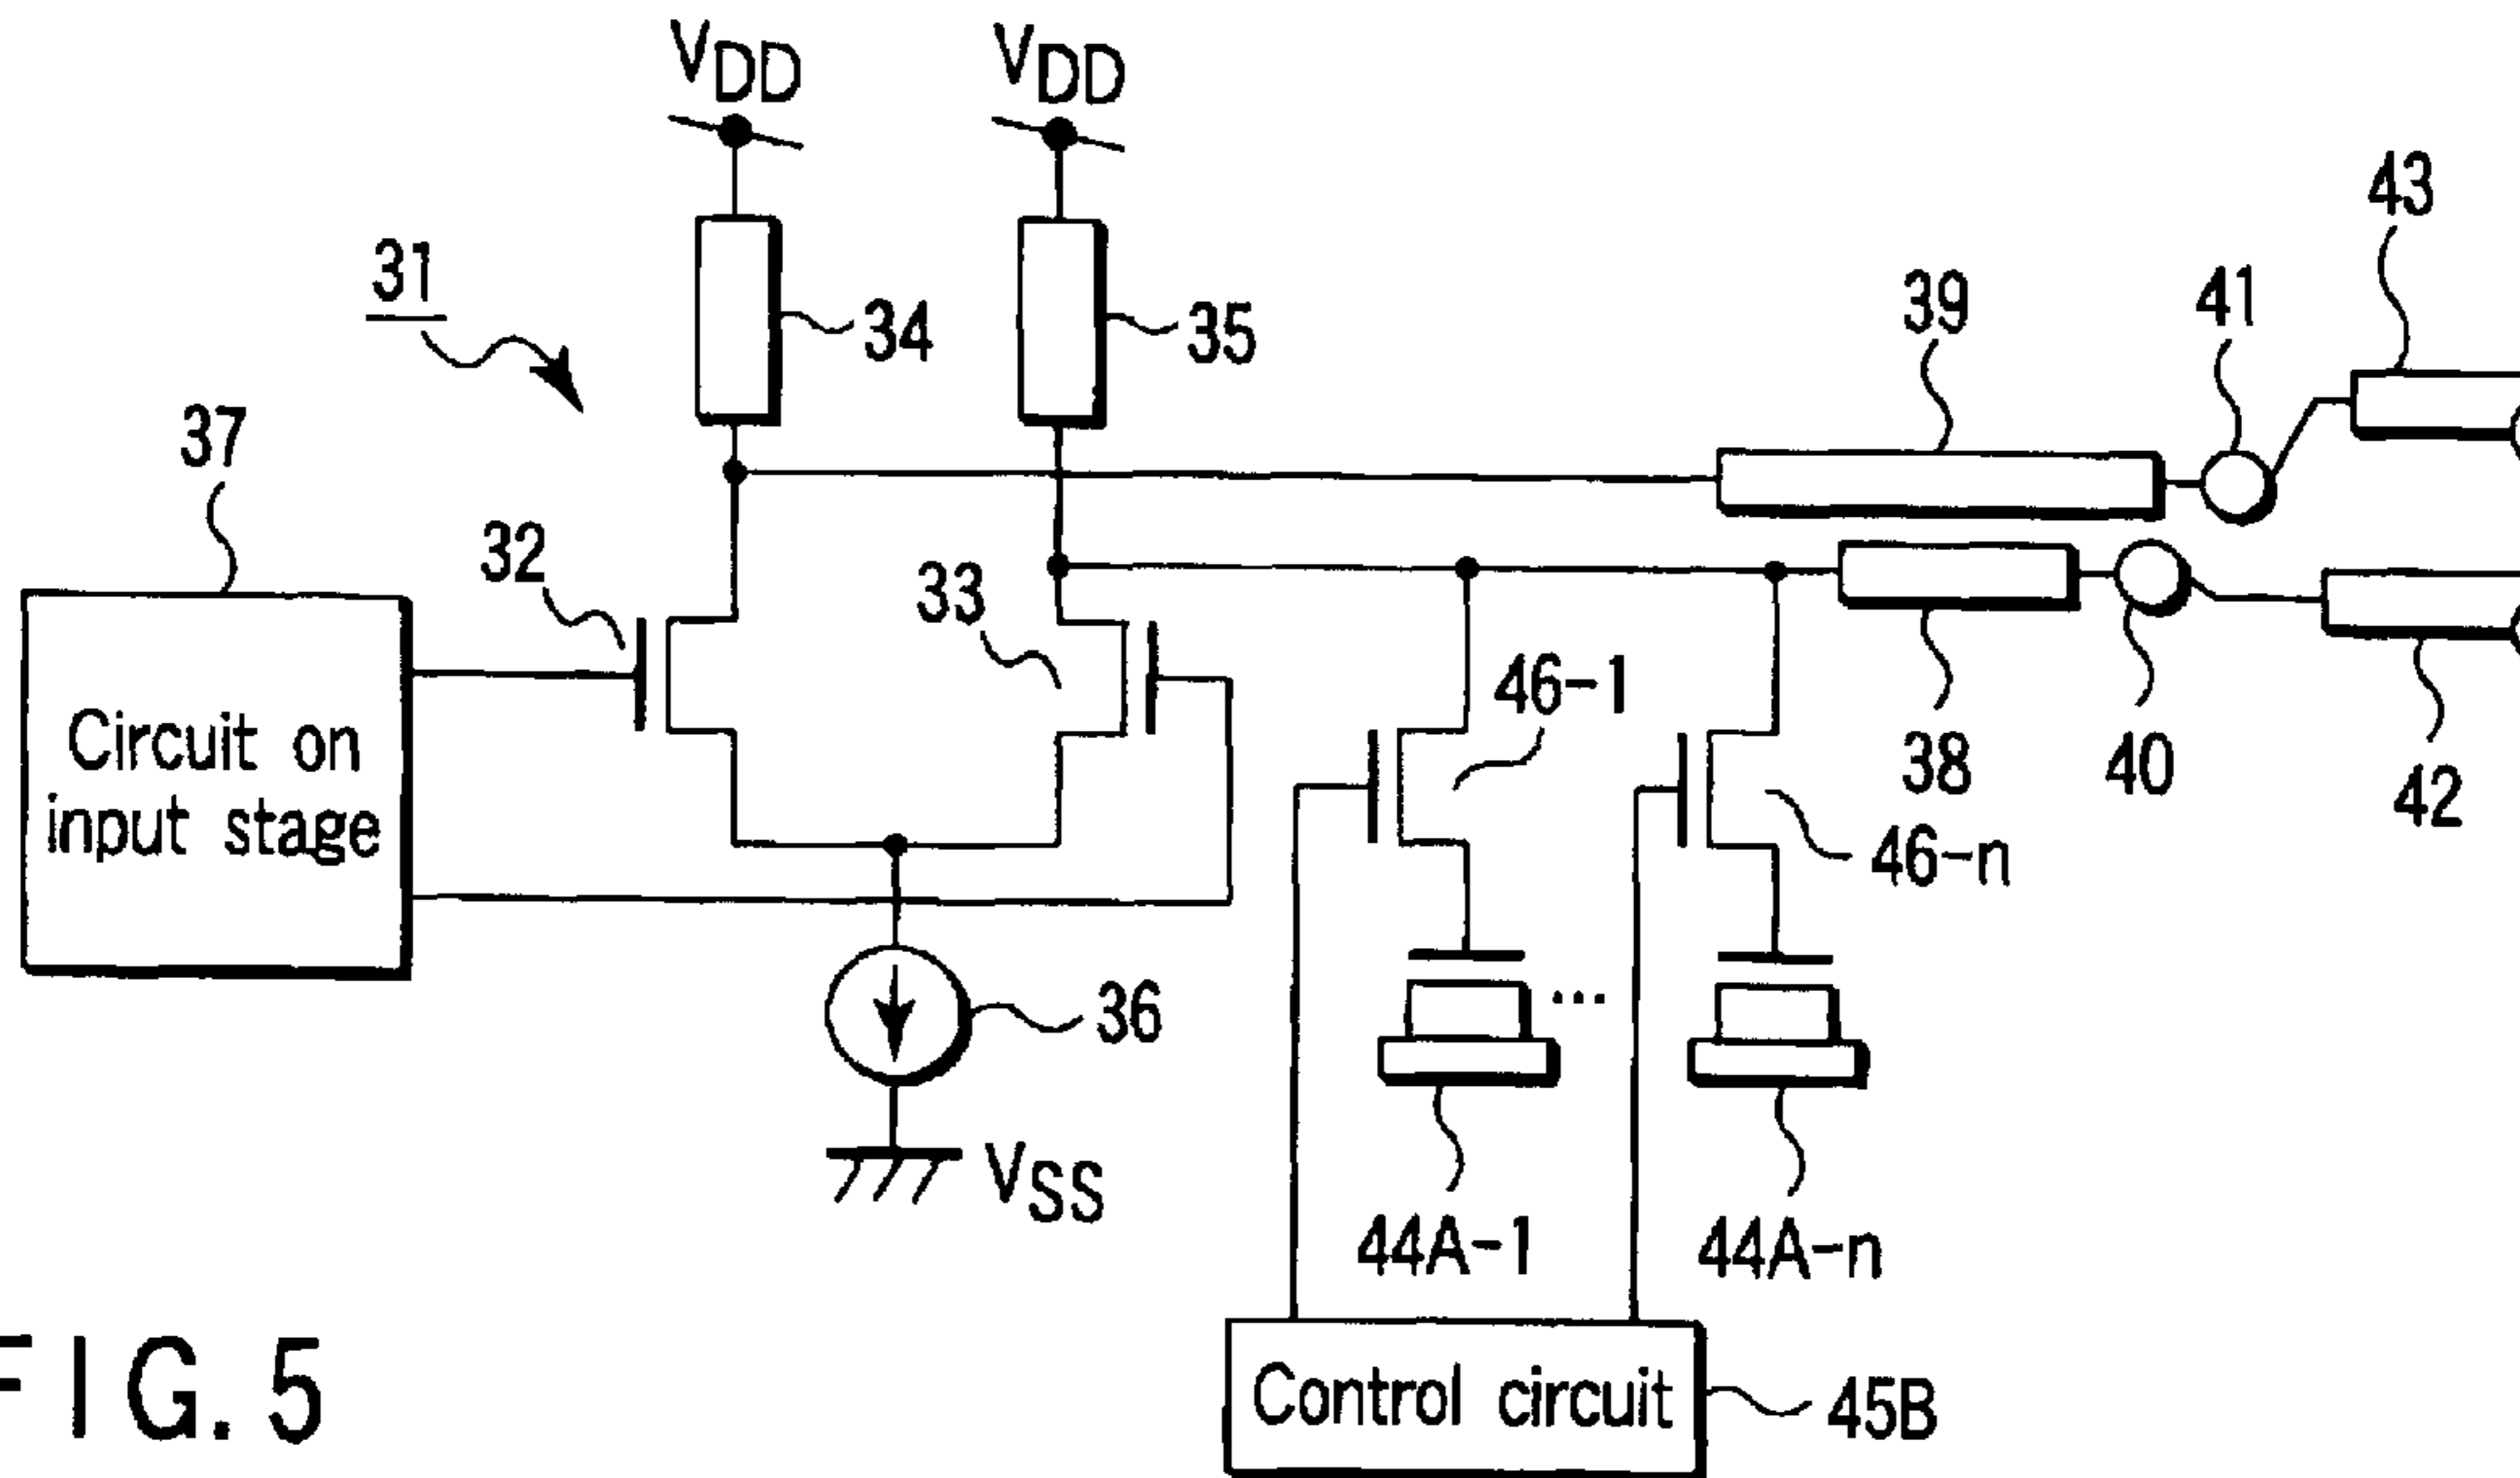 VDD VDD
43
39 41
31
34 35
37
32
33
46-1
Circuit on
input stage
38 40
42
46-n
36
VSS
44A-1 44A-n
Control circuit
45B
FIG. 5